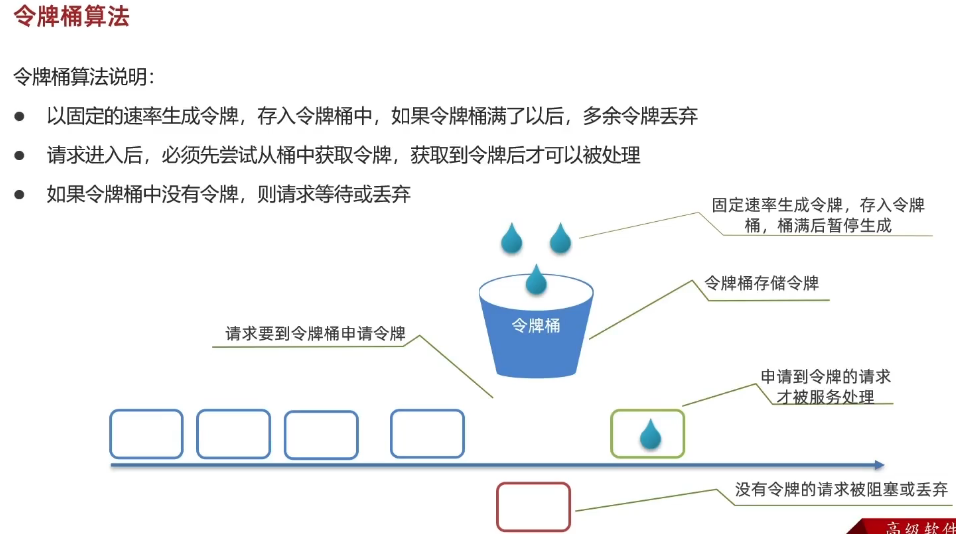 令牌桶算法
令牌桶算法说明：
● 以固定的速率生成令牌，存入令牌桶中，如果令牌桶满了以后，多余令牌丢弃
● 请求进入后，必须先尝试从桶中获取令牌，获取到令牌后才可以被处理
● 如果令牌桶中没有令牌，则请求等待或丢弃
固定速率生成令牌，存入令牌
桶，桶满后暂停生成
令牌桶存储令牌
令牌桶
请求要到令牌桶申请令牌
申请到令牌的请求
才被服务处理
没有令牌的请求被阻塞或丢弃
高级软件